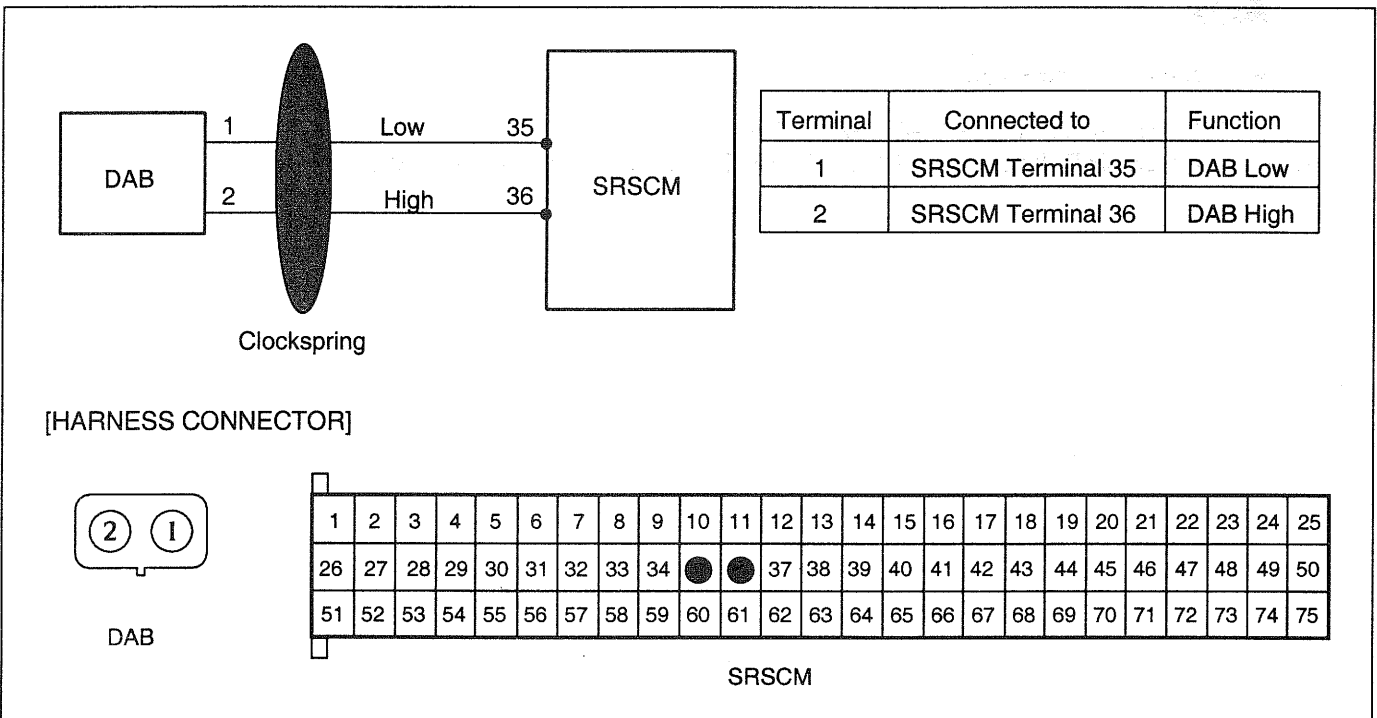 1 Low 35
DAB
2 High 36
SRSCM
Clockspring
Terminal Connected to Function
1 SRSCM Terminal 35 DAB Low
2 SRSCM Terminal 36 DAB High
[HARNESS CONNECTOR]
2 1
DAB
1 2 3 4 5 6 7 8 9 10 11 12 13 14 15 16 17 18 19 20 21 22 23 24 25
26 27 28 29 30 31 32 33 34 37 38 39 40 41 42 43 44 45 46 47 48 49 50
51 52 53 54 55 56 57 58 59 60 61 62 63 64 65 66 67 68 69 70 71 72 73 74 75
SRSCM